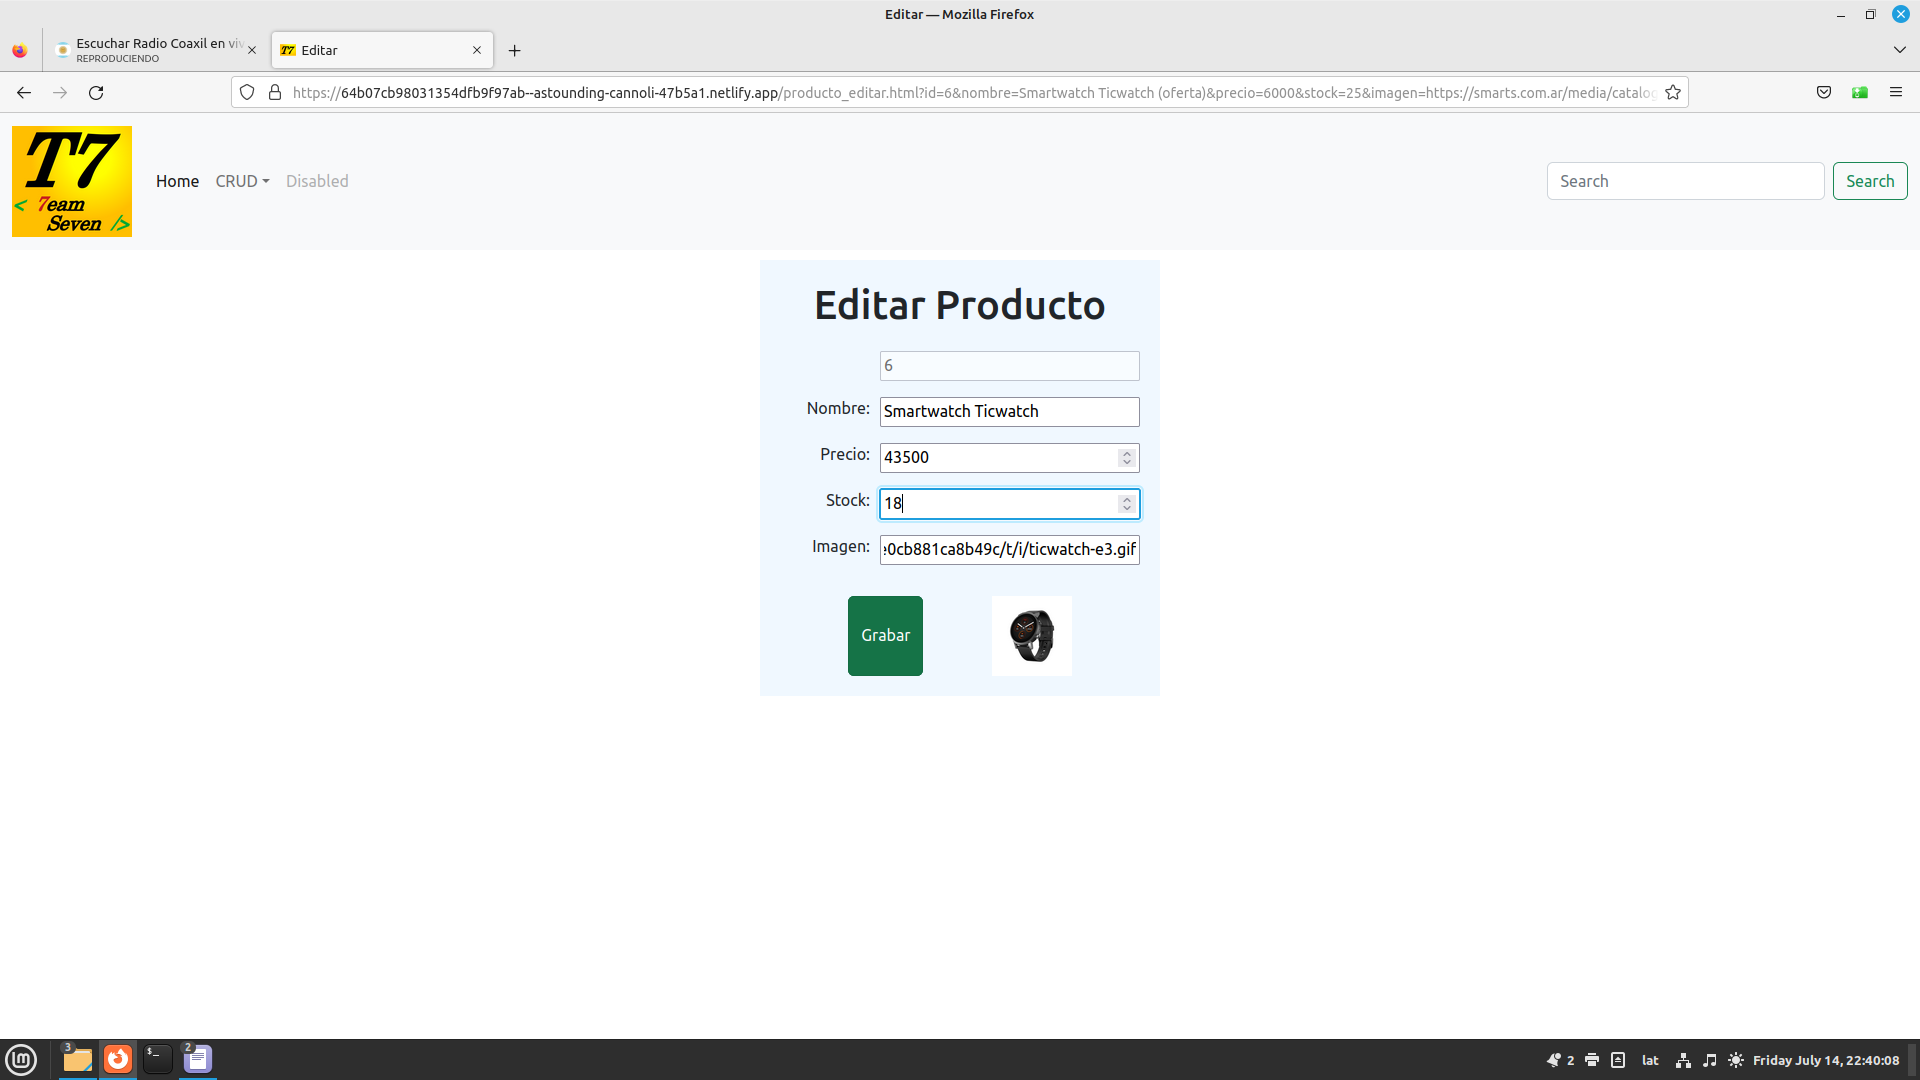 Editar — Mozilla Firefox
Escuchar Radio Coaxil en viv
REPRODUCIENDO
T7 Editar
https://64b07cb98031354dfb9f97ab--astounding-cannoli-47b5a1.netlify.app/producto_editar.html?id=6&nombre=Smartwatch Ticwatch (oferta)&precio=6000&stock=25&imagen=https://smarts.com.ar/media/catalog
T7
< 7eam
Seven />
Home CRUD Disabled
Search Search
Editar Producto
6
Nombre: Smartwatch Ticwatch
Precio: 43500
Stock: 18
Imagen: e0cb881ca8b49c/t/i/ticwatch-e3.gif
Grabar
3 $_ 2
2 lat Friday July 14, 22:40:08